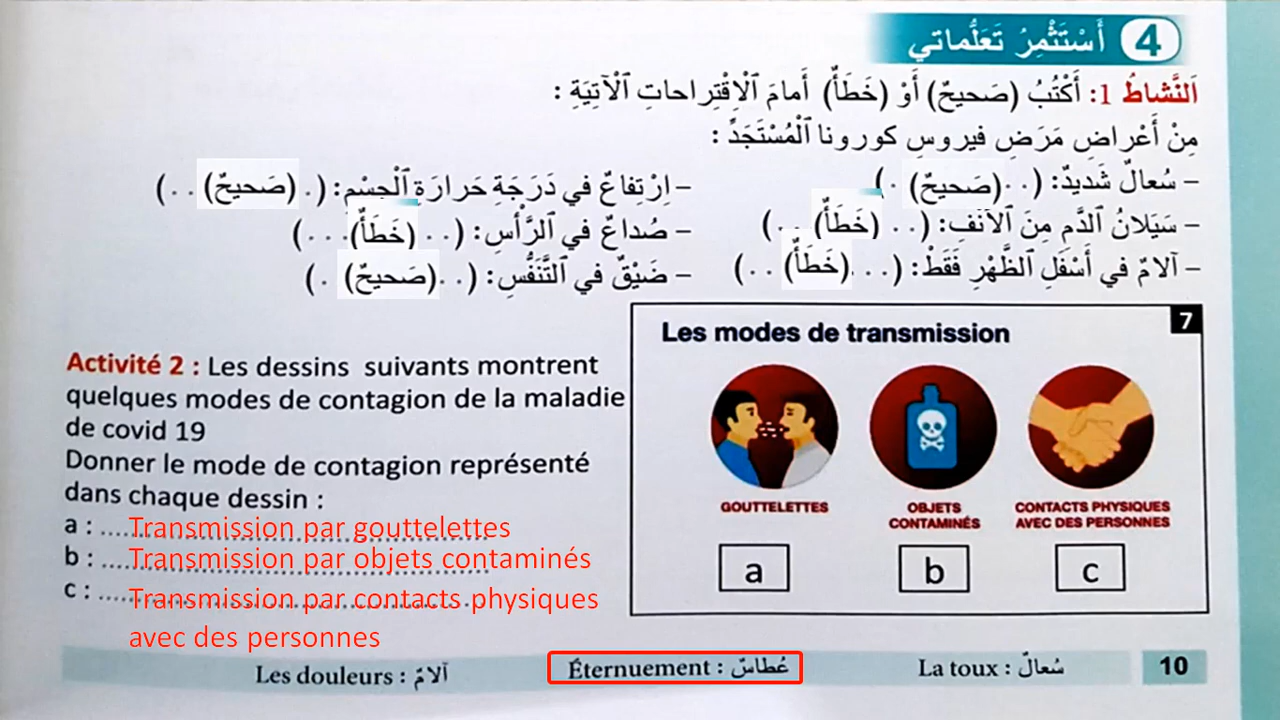 4 أَسْتَثْمِرُ تَعَلُّماتي
اَلنَّشاطُ 1: أَكْتُبُ (صَحيحٌ) أَوْ (خَطَأٌ) أَمامَ ٱلْاِقْتِراحاتِ ٱلْآتِيَةِ :
مِنْ أَعْراضِ مَرَضِ فيروسِ كورونا ٱلْمُسْتَجَدِّ :
– سُعالٌ شَديدٌ: (. . (صَحيحٌ) . )
– إِرْتِفاعٌ في دَرَجَةِ حَرارَةِ ٱلْجِسْمِ: (. (صَحيحٌ) . . )
– سَيَلانُ ٱلدَّمِ مِنَ ٱلْأَنفِ: (. . (خَطَأٌ) . . )
– صُداعٌ في ٱلرَّأْسِ: (. . (خَطَأٌ) . . . )
– آلامٌ في أَسْفَلِ ٱلظَّهْرِ فَقَطْ: (. . . (خَطَأٌ) . . )
– ضَيْقٌ في ٱلتَّنَفُّسِ: (. . (صَحيحٌ) . )
Activité 2 : Les dessins suivants montrent
quelques modes de contagion de la maladie
de covid 19
Donner le mode de contagion représenté
dans chaque dessin :
a : .... Transmission par gouttelettes
b : .... Transmission par objets contaminés
c : .... Transmission par contacts physiques
avec des personnes
7
Les modes de transmission
GOUTTELETTES
OBJETS
CONTAMINÉS
CONTACTS PHYSIQUES
AVEC DES PERSONNES
a
b
c
Les douleurs : آلامٌ
Éternuement : عُطاسٌ
La toux : سُعالٌ
10